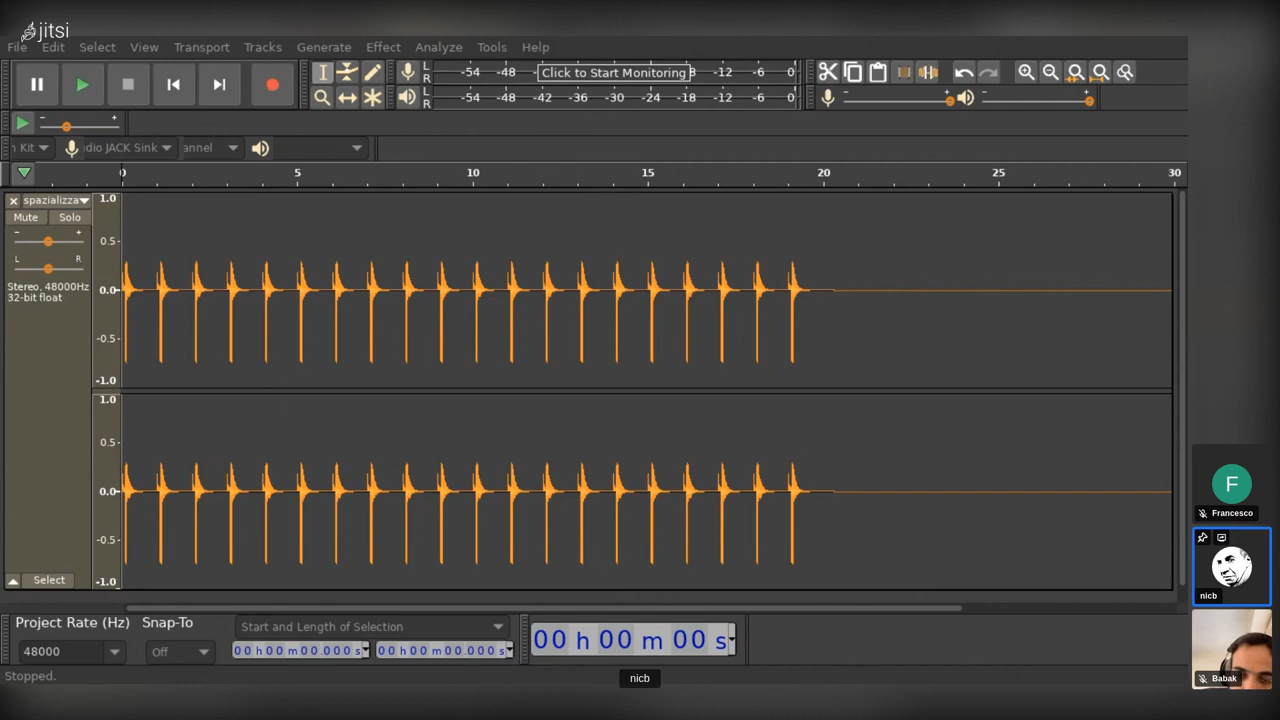 jitsi
File Edit Select View Transport Tracks Generate Effect Analyze Tools Help
L R -54 -48 - Click to Start Monitoring 8 -12 -6 0
L R -54 -48 -42 -36 -30 -24 -18 -12 -6 0
- +
n Kit dio JACK Sink annel
0 5 10 15 20 25 30
spazializza
Mute Solo
- +
L R
Stereo, 48000Hz
32-bit float
Select
1.0
0.5
0.0
-0.5
-1.0
1.0
0.5
0.0
-0.5
-1.0
Project Rate (Hz) Snap-To Start and Length of Selection
48000 Off 00 h 00 m 00.000 s 00 h 00 m 00.000 s
00 h 00 m 00 s
Stopped.
nicb
F
Francesco
nicb
Babak